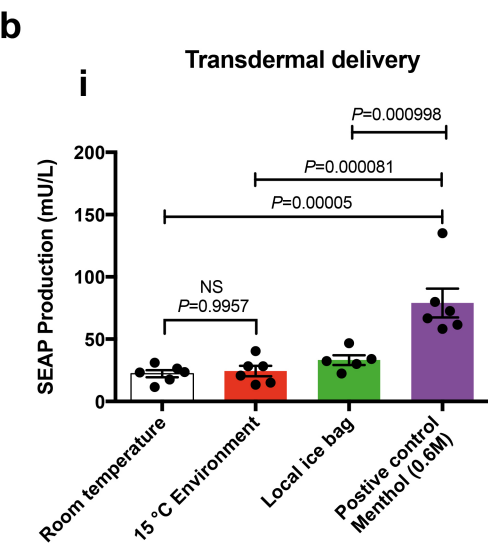 b
Transdermal delivery
i
P=0.000998
P=0.000081
P=0.00005
NS
P=0.9957
SEAP Production (mU/L)
200
150
100
50
0
Room temperature
15 °C Environment
Local ice bag
Postive control
Menthol (0.6M)